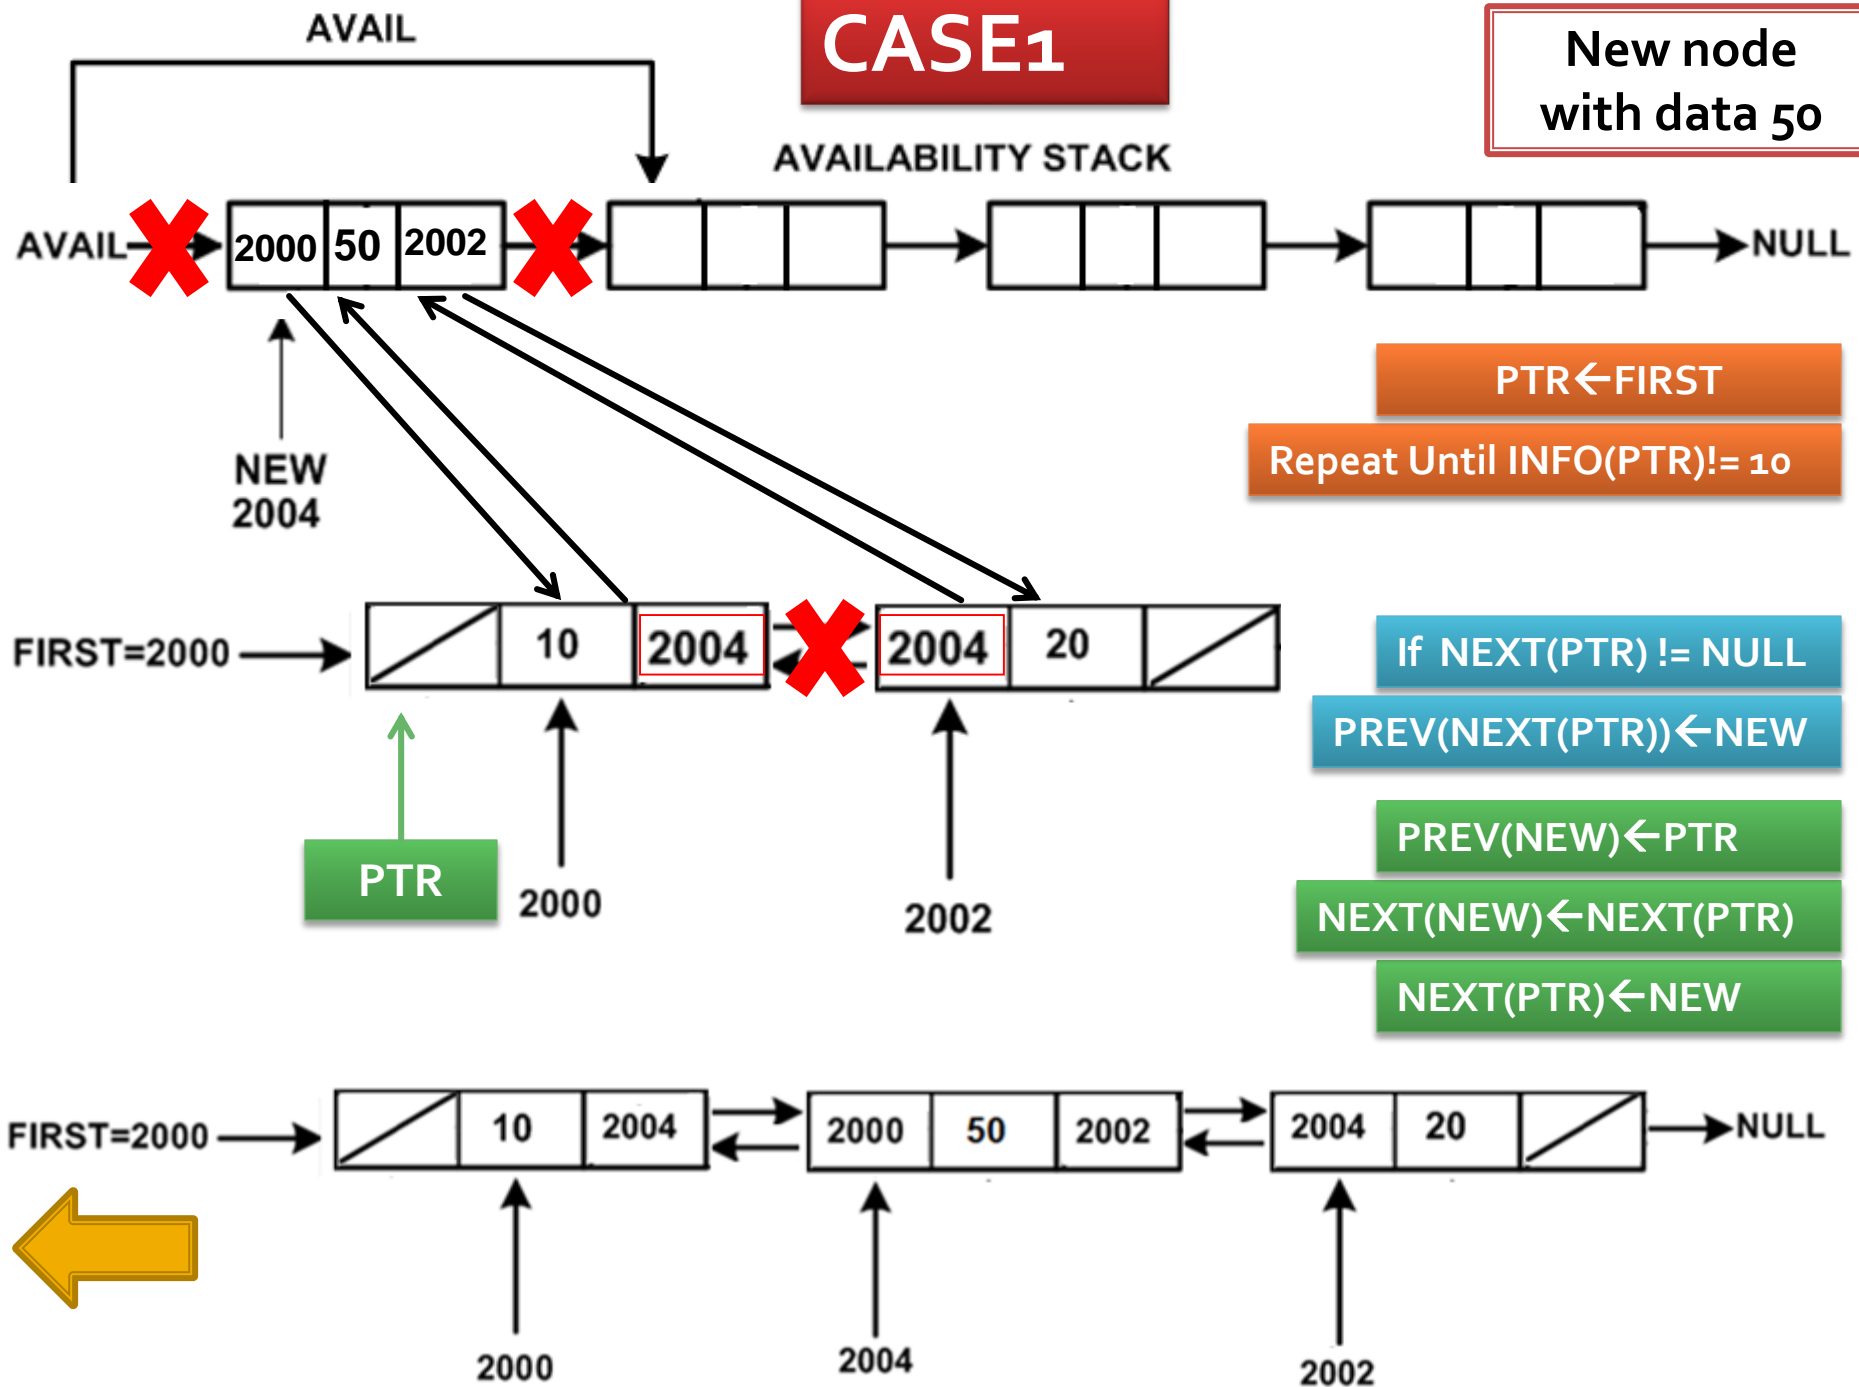 AVAIL
CASE1
New node
with data 50
AVAILABILITY STACK
AVAIL 2000 50 2002 NULL
NEW
2004
PTR←FIRST
Repeat Until INFO(PTR)!= 10
FIRST=2000 10 2004 2004 20
If NEXT(PTR) != NULL
PREV(NEXT(PTR))←NEW
PTR
2000
2002
PREV(NEW)←PTR
NEXT(NEW)←NEXT(PTR)
NEXT(PTR)←NEW
FIRST=2000 10 2004 2000 50 2002 2004 20 NULL
2000
2004
2002